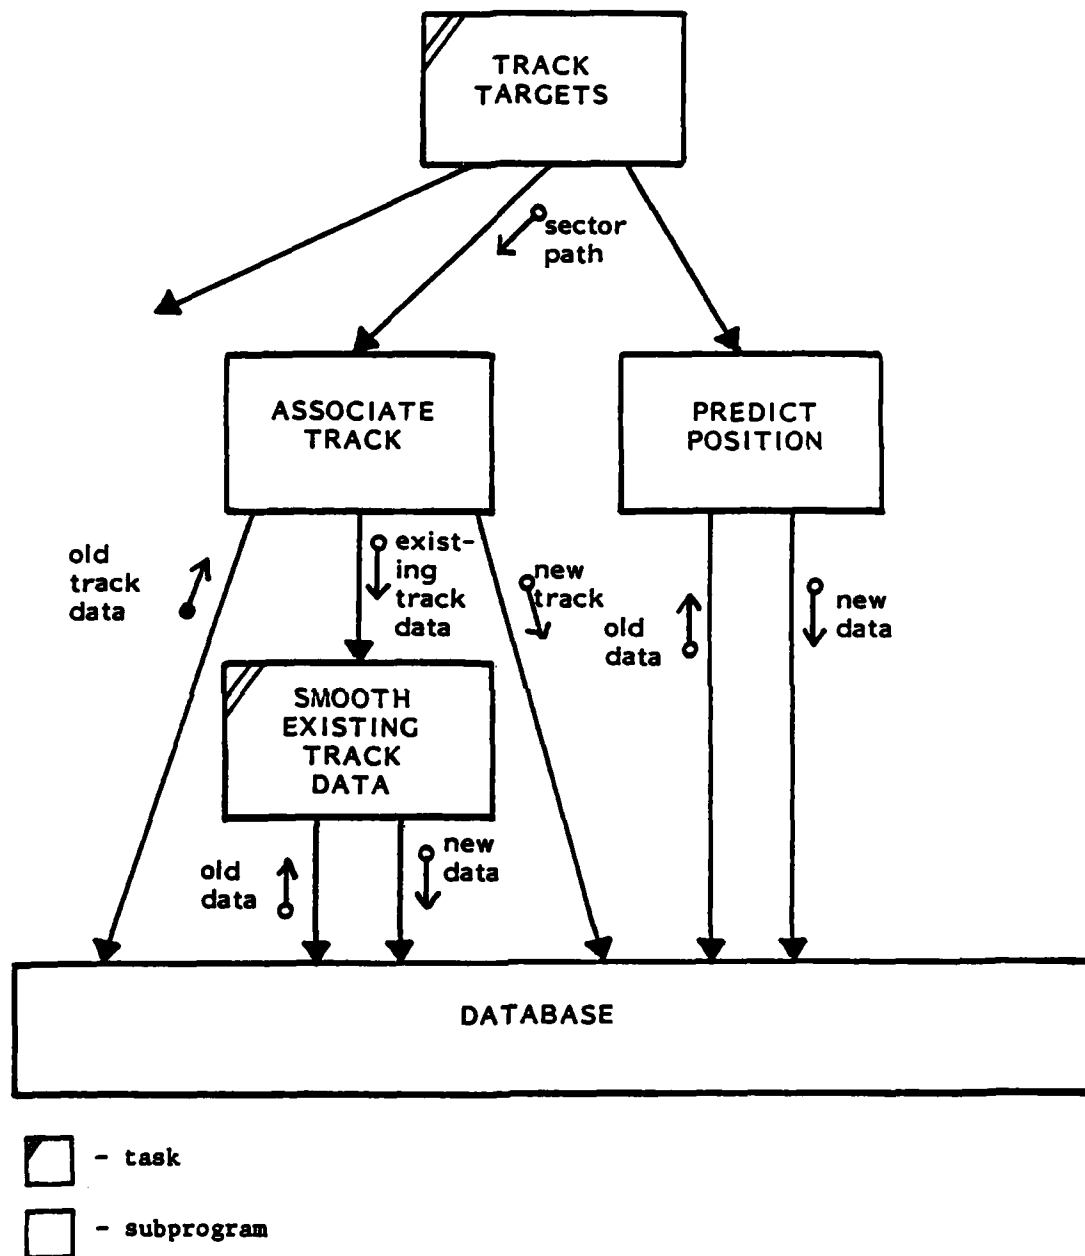 TRACK
TARGETS
sector
path
ASSOCIATE
TRACK
PREDICT
POSITION
old
track
data
exist-
ing
track
data
new
track
old
data
new
data
SMOOTH
EXISTING
TRACK
DATA
old
data
new
data
DATABASE
- task
- subprogram